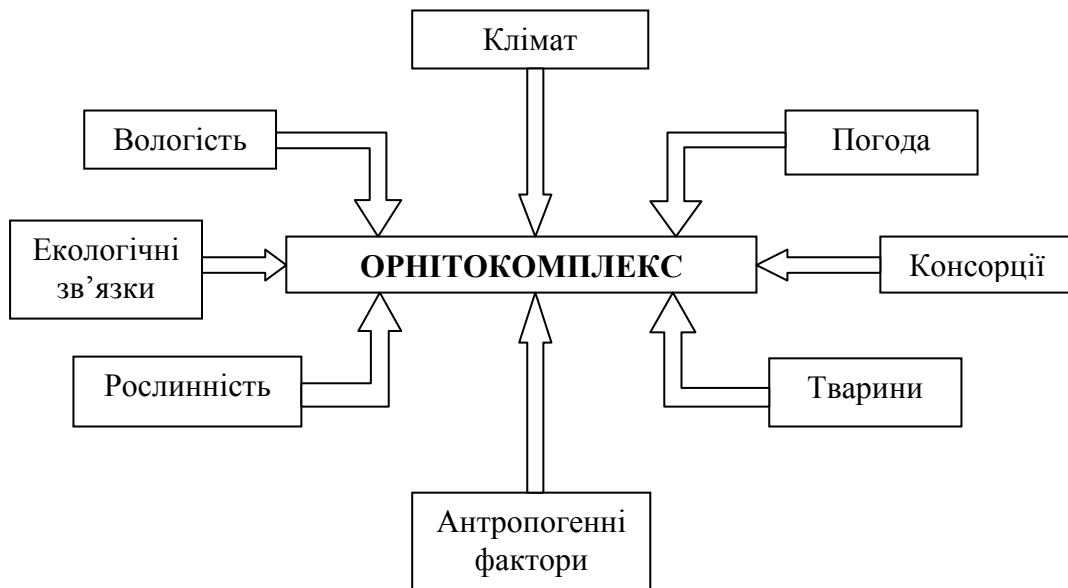 Клімат
Вологість
Погода
Екологічні
зв’язки
ОРНІТОКОМПЛЕКС
Консорції
Рослинність
Тварини
Антропогенні
фактори